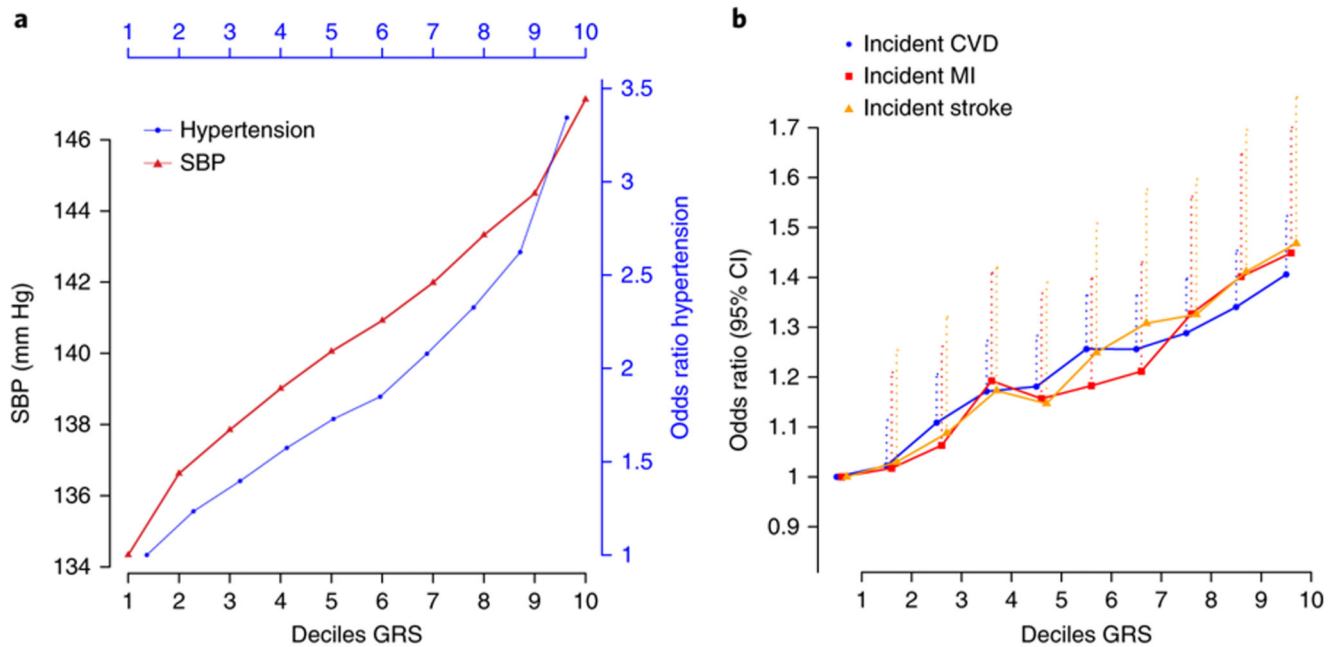 a
1 2 3 4 5 6 7 8 9 10
Hypertension
SBP
146
144
142
140
138
136
134
SBP (mm Hg)
3.5
3
2.5
2
1.5
1
Odds ratio hypertension
1 2 3 4 5 6 7 8 9 10
Deciles GRS
b
Incident CVD
Incident MI
Incident stroke
1.7
1.6
1.5
1.4
1.3
1.2
1.1
1
0.9
Odds ratio (95% CI)
1 2 3 4 5 6 7 8 9 10
Deciles GRS